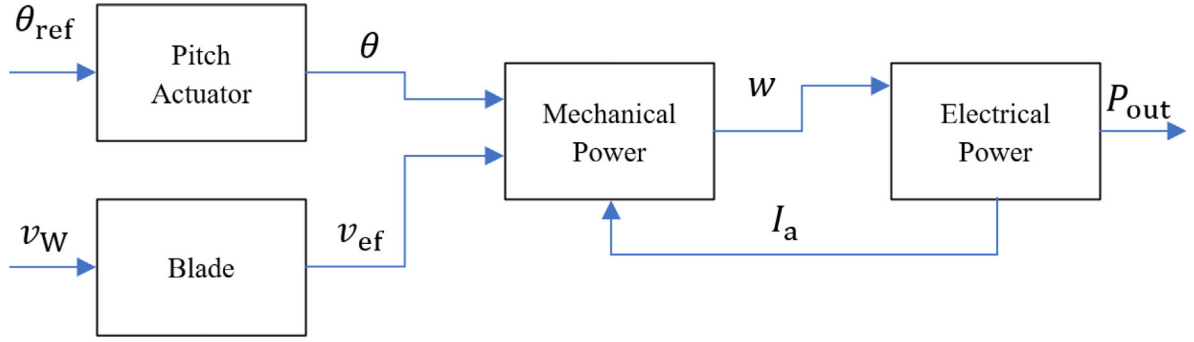 θref
Pitch
Actuator
θ
Mechanical
Power
w
Electrical
Power
Pout
vW
Blade
vef
Ia